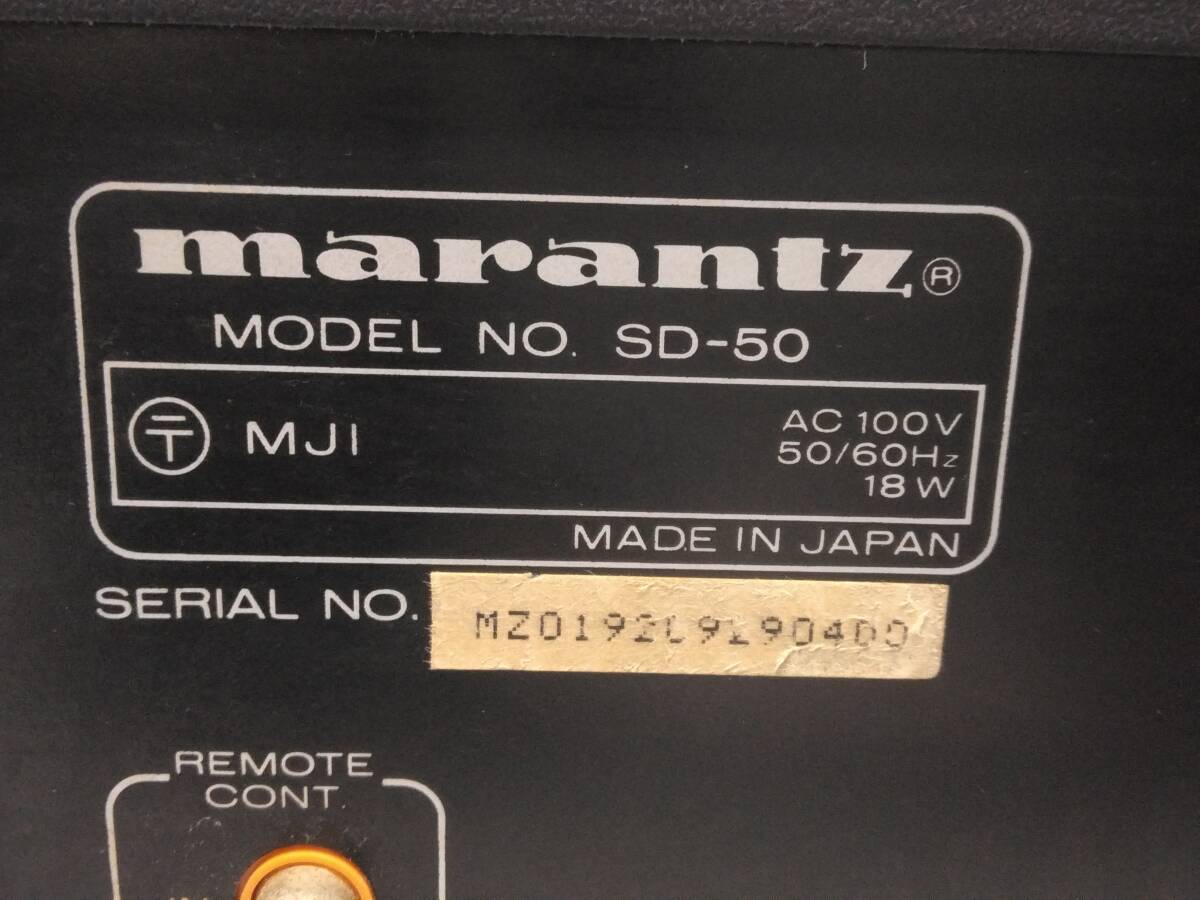 marantz®
MODEL NO. SD-50
〒 MJI
AC 100V
50/60Hz
18W
MADE IN JAPAN
SERIAL NO.
REMOTE
CONT.